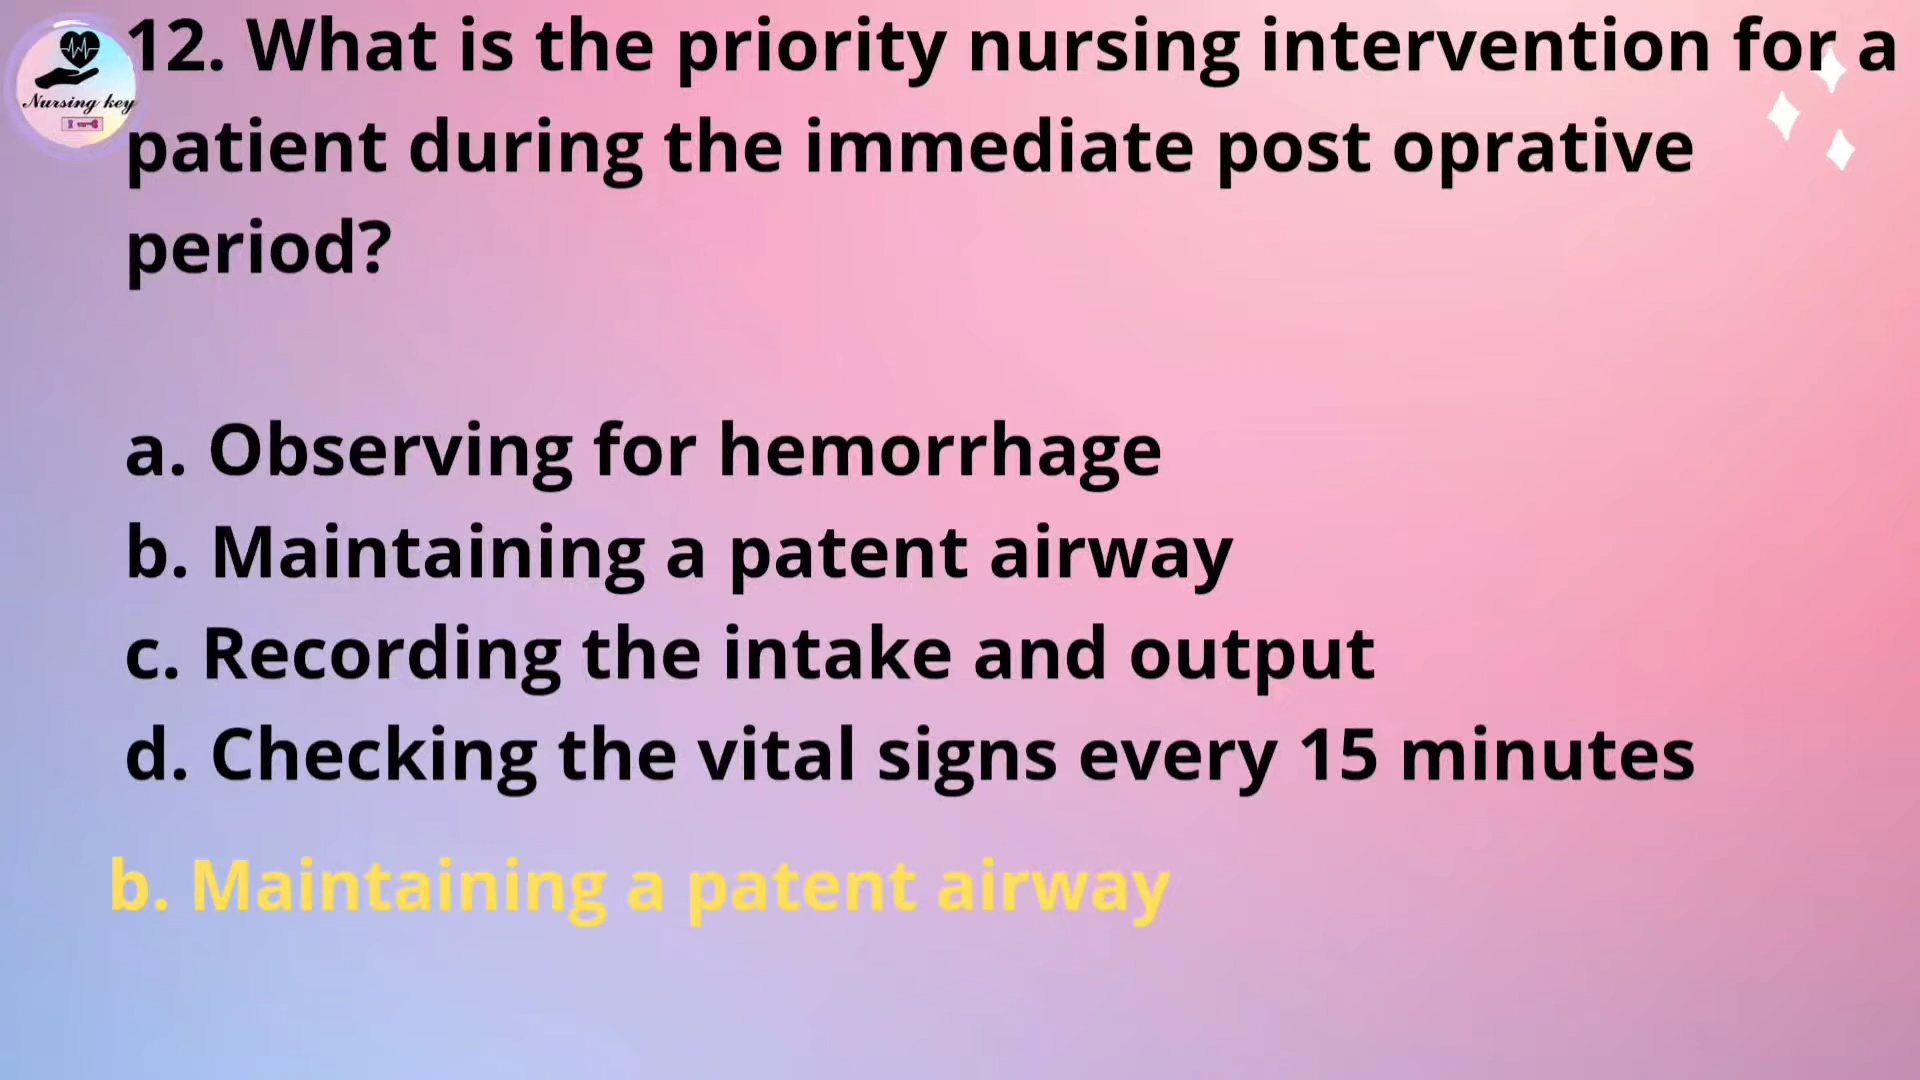 12. What is the priority nursing intervention for a
patient during the immediate post oprative
period?
a. Observing for hemorrhage
b. Maintaining a patent airway
c. Recording the intake and output
d. Checking the vital signs every 15 minutes
b. Maintaining a patent airway
Nursing key